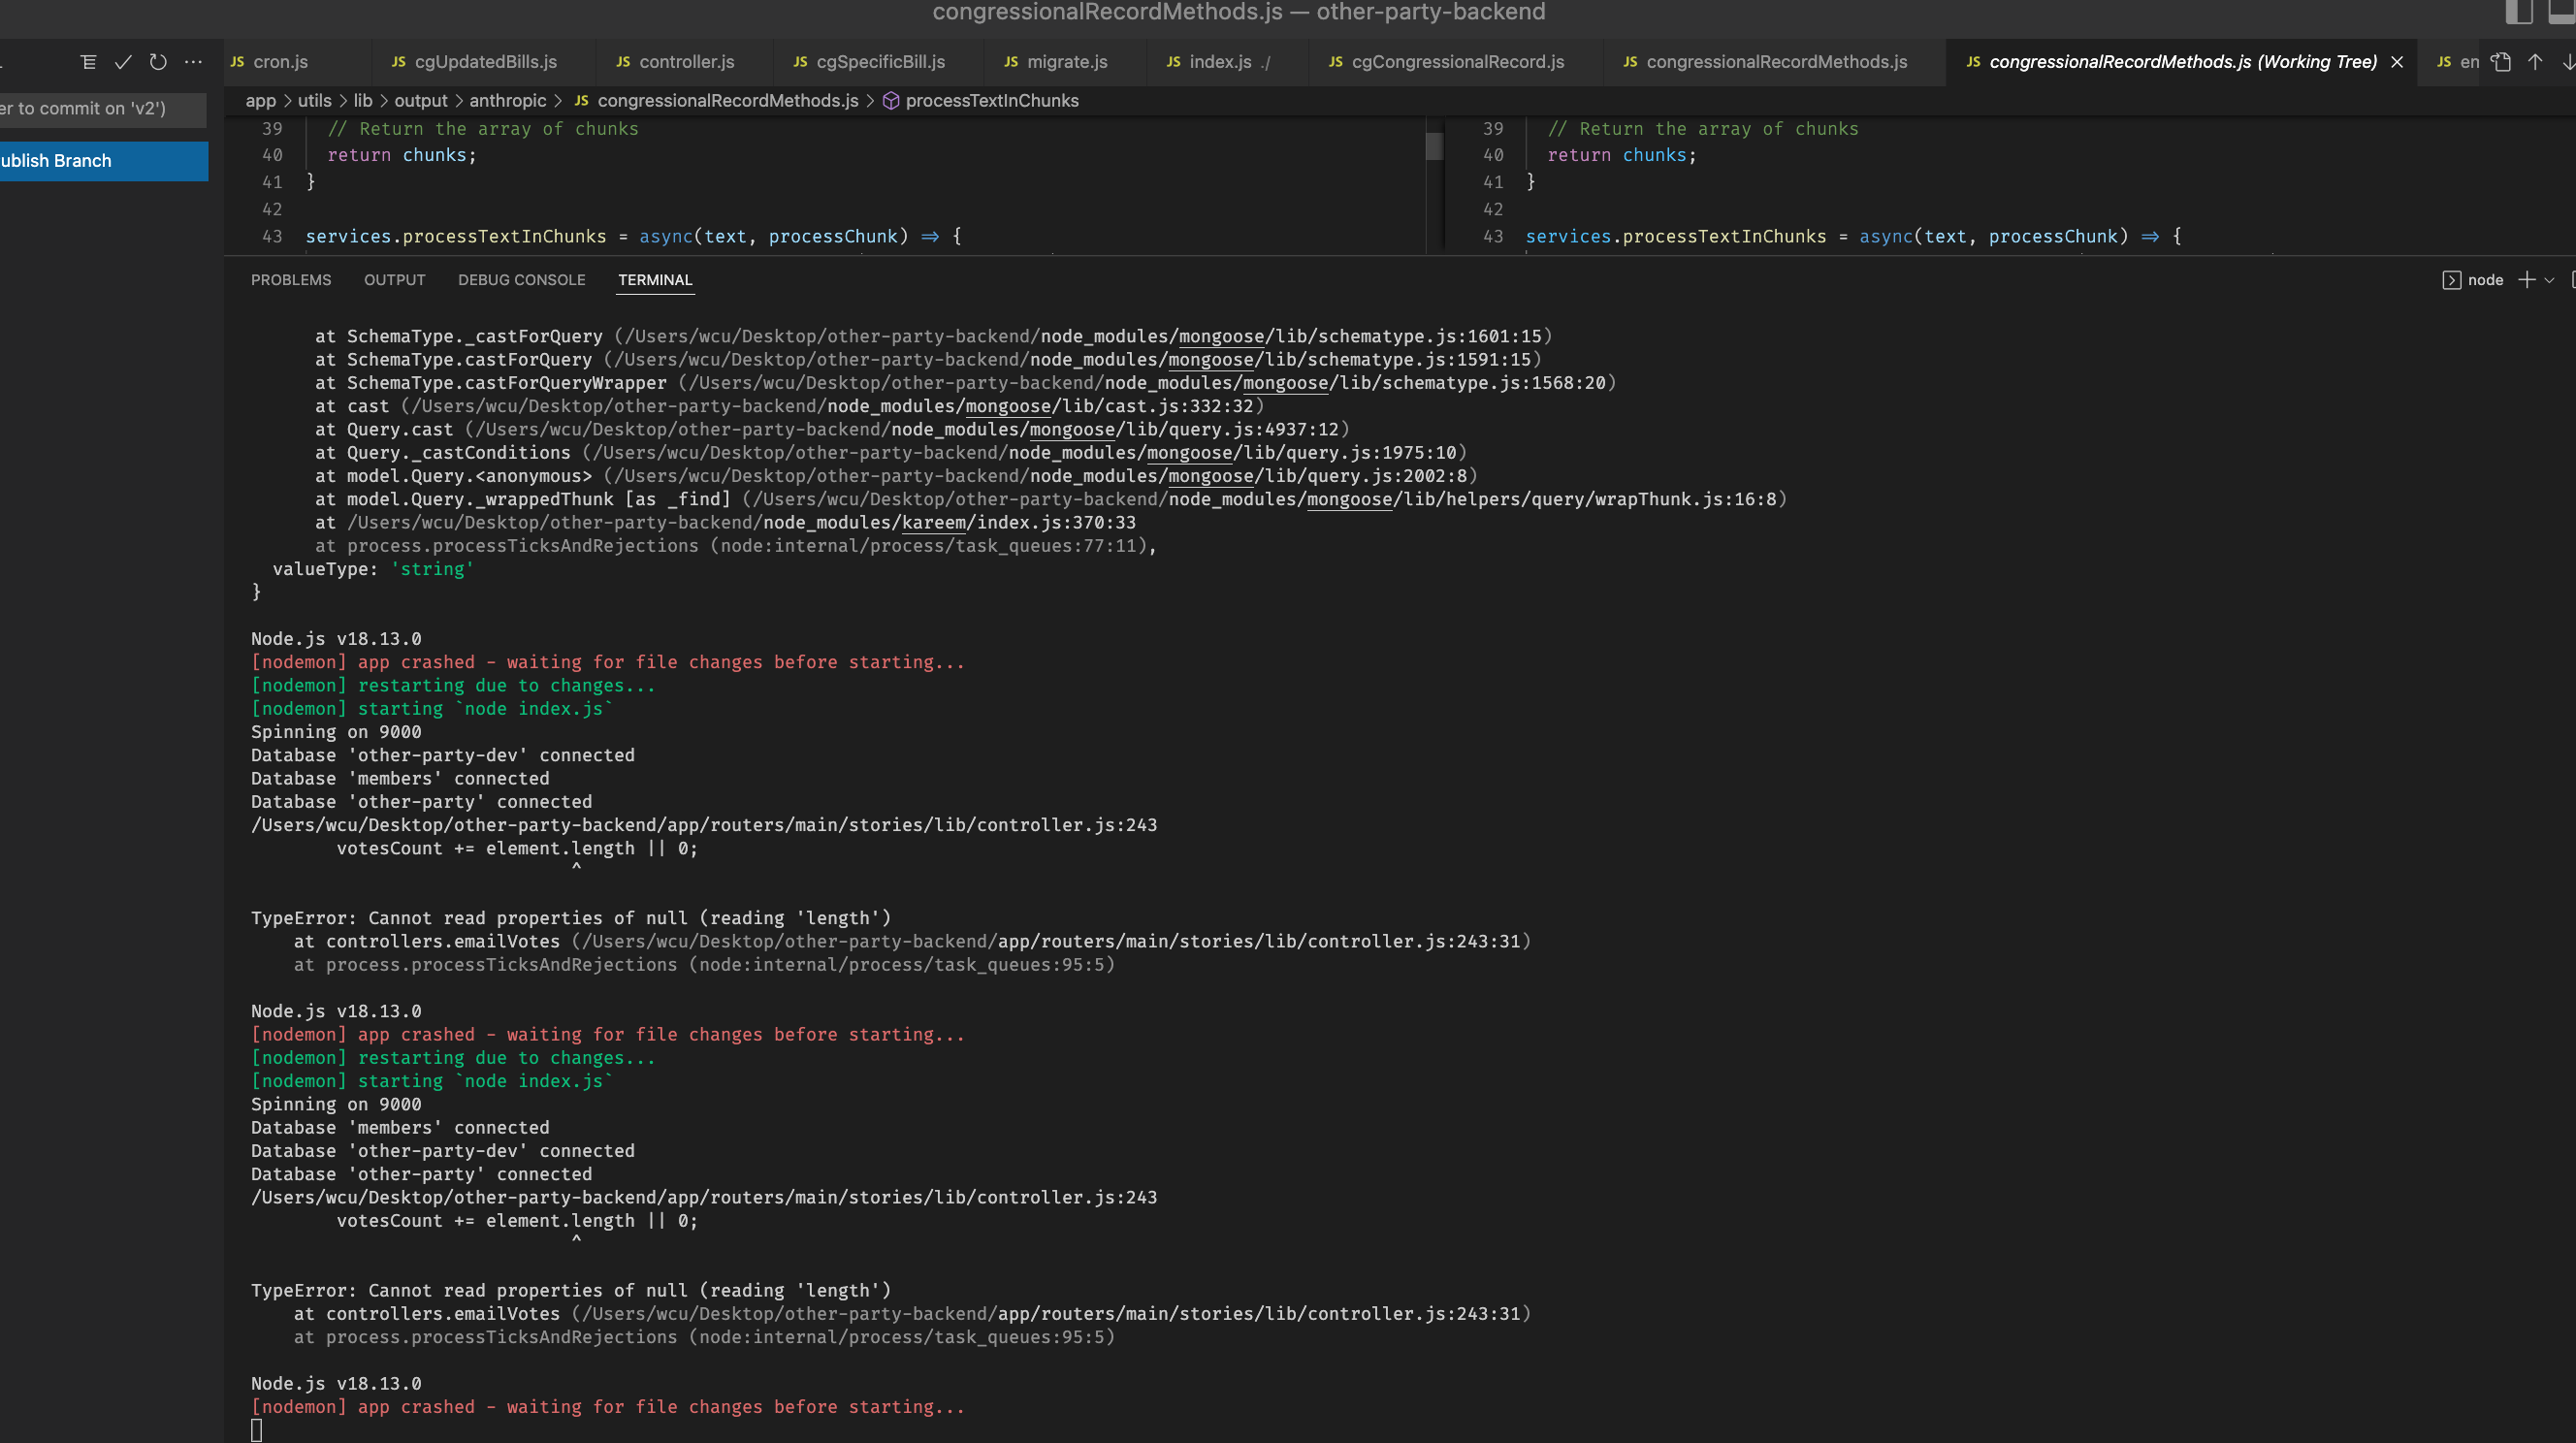 congressionalRecordMethods.js — other-party-backend
JS cron.js JS cgUpdatedBills.js JS controller.js JS cgSpecificBill.js JS migrate.js JS index.js ./ JS cgCongressionalRecord.js JS congressionalRecordMethods.js JS congressionalRecordMethods.js (Working Tree) JS en
er to commit on 'v2')
ublish Branch
app > utils > lib > output > anthropic > JS congressionalRecordMethods.js > processTextInChunks
39 // Return the array of chunks
40 return chunks;
41 }
42
43 services.processTextInChunks = async(text, processChunk) => {
39 // Return the array of chunks
40 return chunks;
41 }
42
43 services.processTextInChunks = async(text, processChunk) => {
PROBLEMS OUTPUT DEBUG CONSOLE TERMINAL node
at SchemaType._castForQuery (/Users/wcu/Desktop/other-party-backend/node_modules/mongoose/lib/schematype.js:1601:15)
at SchemaType.castForQuery (/Users/wcu/Desktop/other-party-backend/node_modules/mongoose/lib/schematype.js:1591:15)
at SchemaType.castForQueryWrapper (/Users/wcu/Desktop/other-party-backend/node_modules/mongoose/lib/schematype.js:1568:20)
at cast (/Users/wcu/Desktop/other-party-backend/node_modules/mongoose/lib/cast.js:332:32)
at Query.cast (/Users/wcu/Desktop/other-party-backend/node_modules/mongoose/lib/query.js:4937:12)
at Query._castConditions (/Users/wcu/Desktop/other-party-backend/node_modules/mongoose/lib/query.js:1975:10)
at model.Query.<anonymous> (/Users/wcu/Desktop/other-party-backend/node_modules/mongoose/lib/query.js:2002:8)
at model.Query._wrappedThunk [as _find] (/Users/wcu/Desktop/other-party-backend/node_modules/mongoose/lib/helpers/query/wrapThunk.js:16:8)
at /Users/wcu/Desktop/other-party-backend/node_modules/kareem/index.js:370:33
at process.processTicksAndRejections (node:internal/process/task_queues:77:11),
valueType: 'string'
}
Node.js v18.13.0
[nodemon] app crashed - waiting for file changes before starting...
[nodemon] restarting due to changes...
[nodemon] starting `node index.js`
Spinning on 9000
Database 'other-party-dev' connected
Database 'members' connected
Database 'other-party' connected
/Users/wcu/Desktop/other-party-backend/app/routers/main/stories/lib/controller.js:243
votesCount += element.length || 0;
^
TypeError: Cannot read properties of null (reading 'length')
at controllers.emailVotes (/Users/wcu/Desktop/other-party-backend/app/routers/main/stories/lib/controller.js:243:31)
at process.processTicksAndRejections (node:internal/process/task_queues:95:5)
Node.js v18.13.0
[nodemon] app crashed - waiting for file changes before starting...
[nodemon] restarting due to changes...
[nodemon] starting `node index.js`
Spinning on 9000
Database 'members' connected
Database 'other-party-dev' connected
Database 'other-party' connected
/Users/wcu/Desktop/other-party-backend/app/routers/main/stories/lib/controller.js:243
votesCount += element.length || 0;
^
TypeError: Cannot read properties of null (reading 'length')
at controllers.emailVotes (/Users/wcu/Desktop/other-party-backend/app/routers/main/stories/lib/controller.js:243:31)
at process.processTicksAndRejections (node:internal/process/task_queues:95:5)
Node.js v18.13.0
[nodemon] app crashed - waiting for file changes before starting...